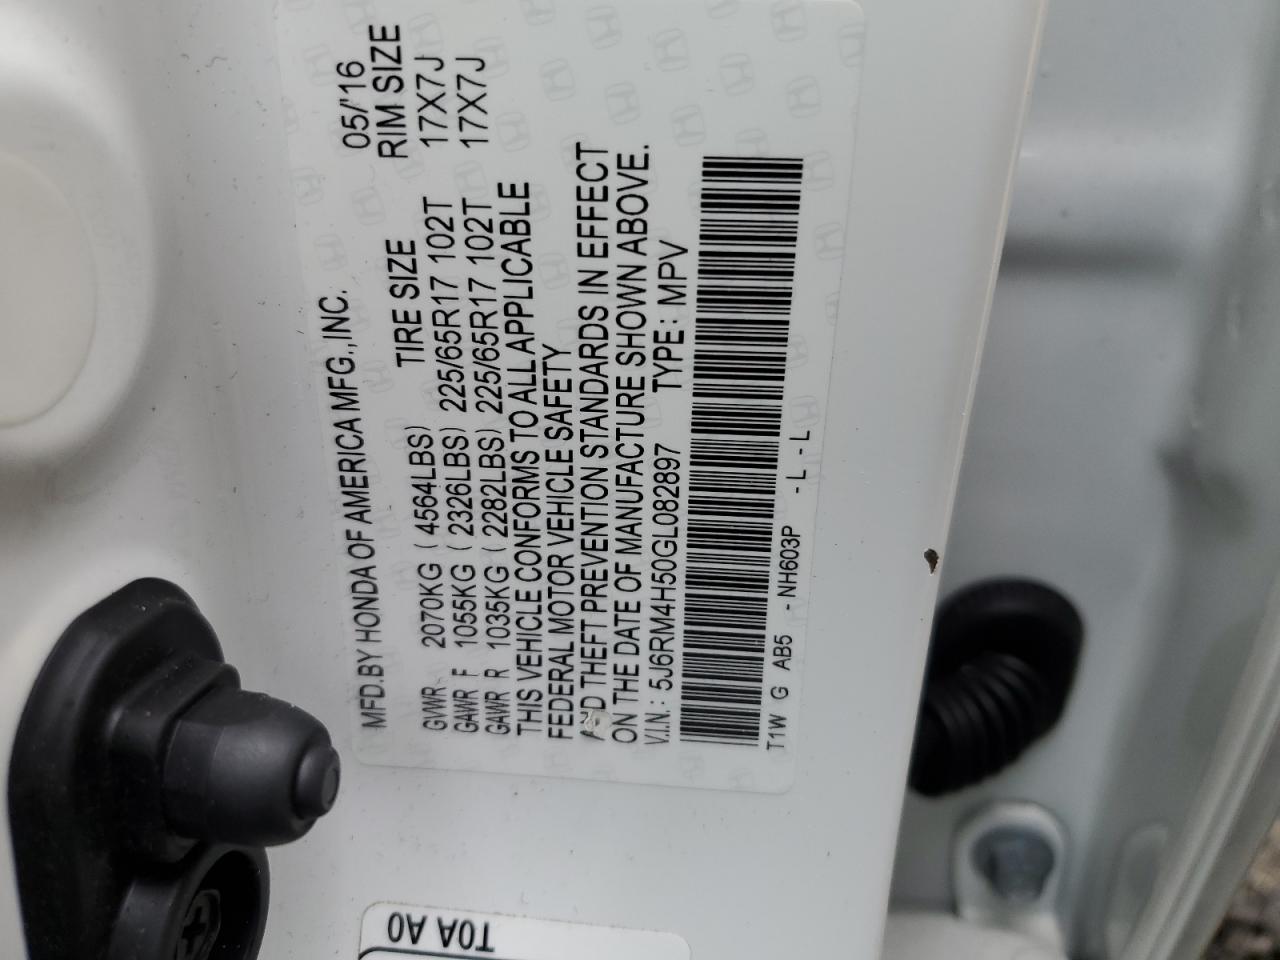 MFD.BY HONDA OF AMERICA MFG.,INC. 05/'16
TIRE SIZE RIM SIZE
GVWR 2070KG ( 4564LBS)
GAWR F 1055KG ( 2326LBS) 225/65R17 102T 17X7J
GAWR R 1035KG ( 2282LBS) 225/65R17 102T 17X7J
THIS VEHICLE CONFORMS TO ALL APPLICABLE
FEDERAL MOTOR VEHICLE SAFETY
AND THEFT PREVENTION STANDARDS IN EFFECT
ON THE DATE OF MANUFACTURE SHOWN ABOVE.
V.I.N.: 5J6RM4H50GL082897 TYPE : MPV
T1W G AB5 - NH603P - L - L
T0A A0